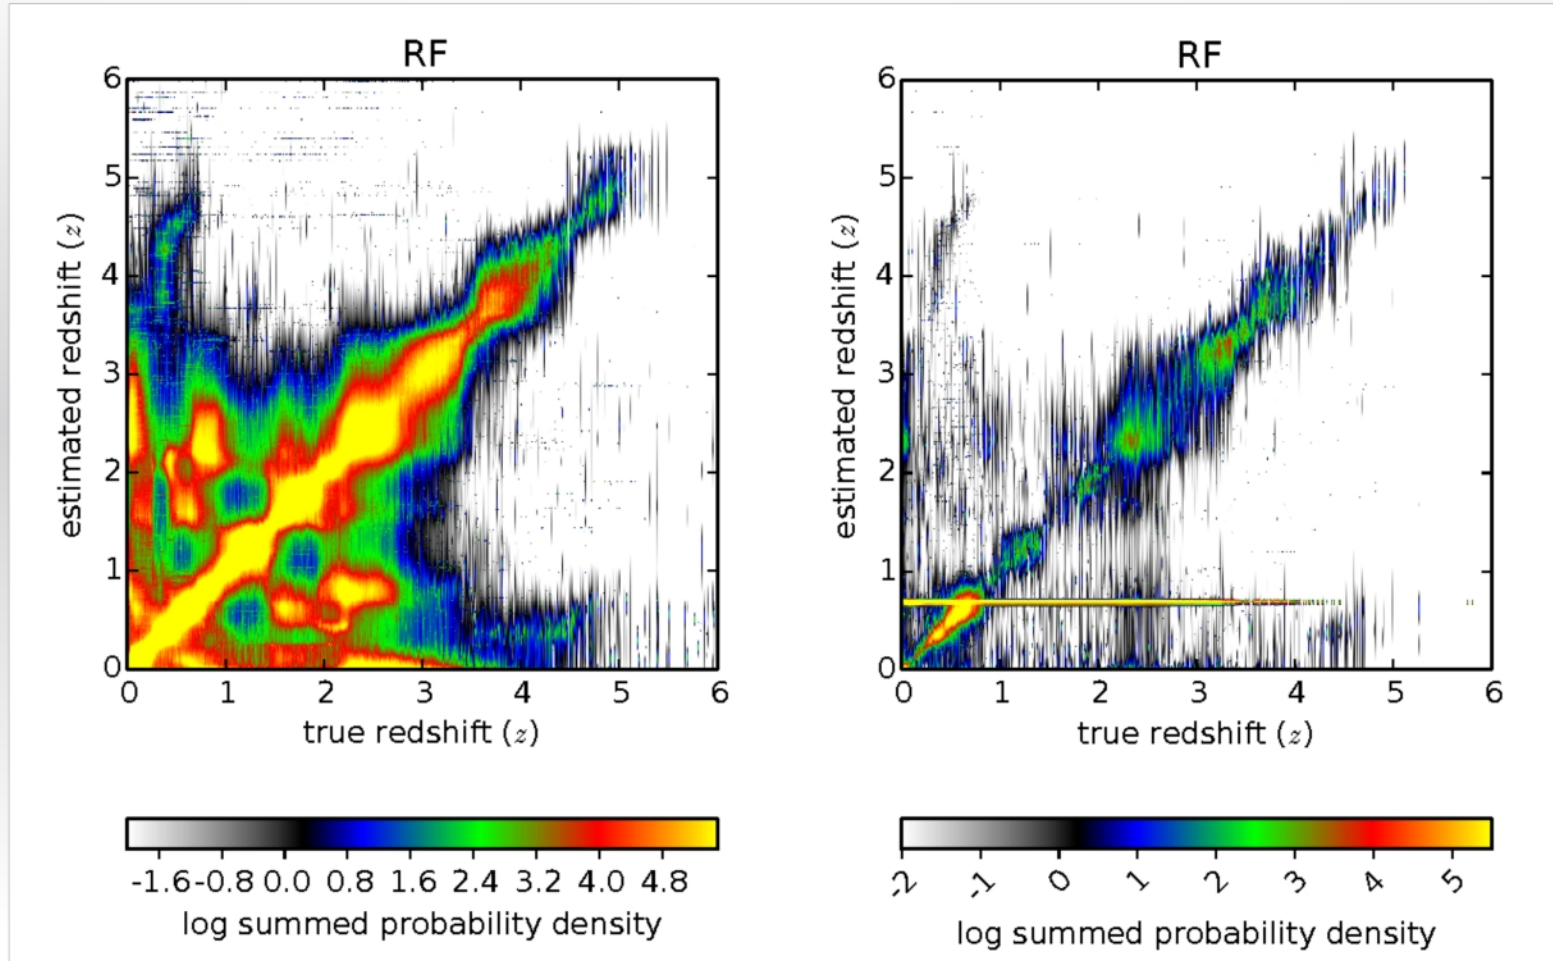 RF
6
5
4
3
2
1
0
estimated redshift (z)
0 1 2 3 4 5 6
true redshift (z)
-1.6 -0.8 0.0 0.8 1.6 2.4 3.2 4.0 4.8
log summed probability density
RF
6
5
4
3
2
1
0
estimated redshift (z)
0 1 2 3 4 5 6
true redshift (z)
-2 -1 0 1 2 3 4 5
log summed probability density